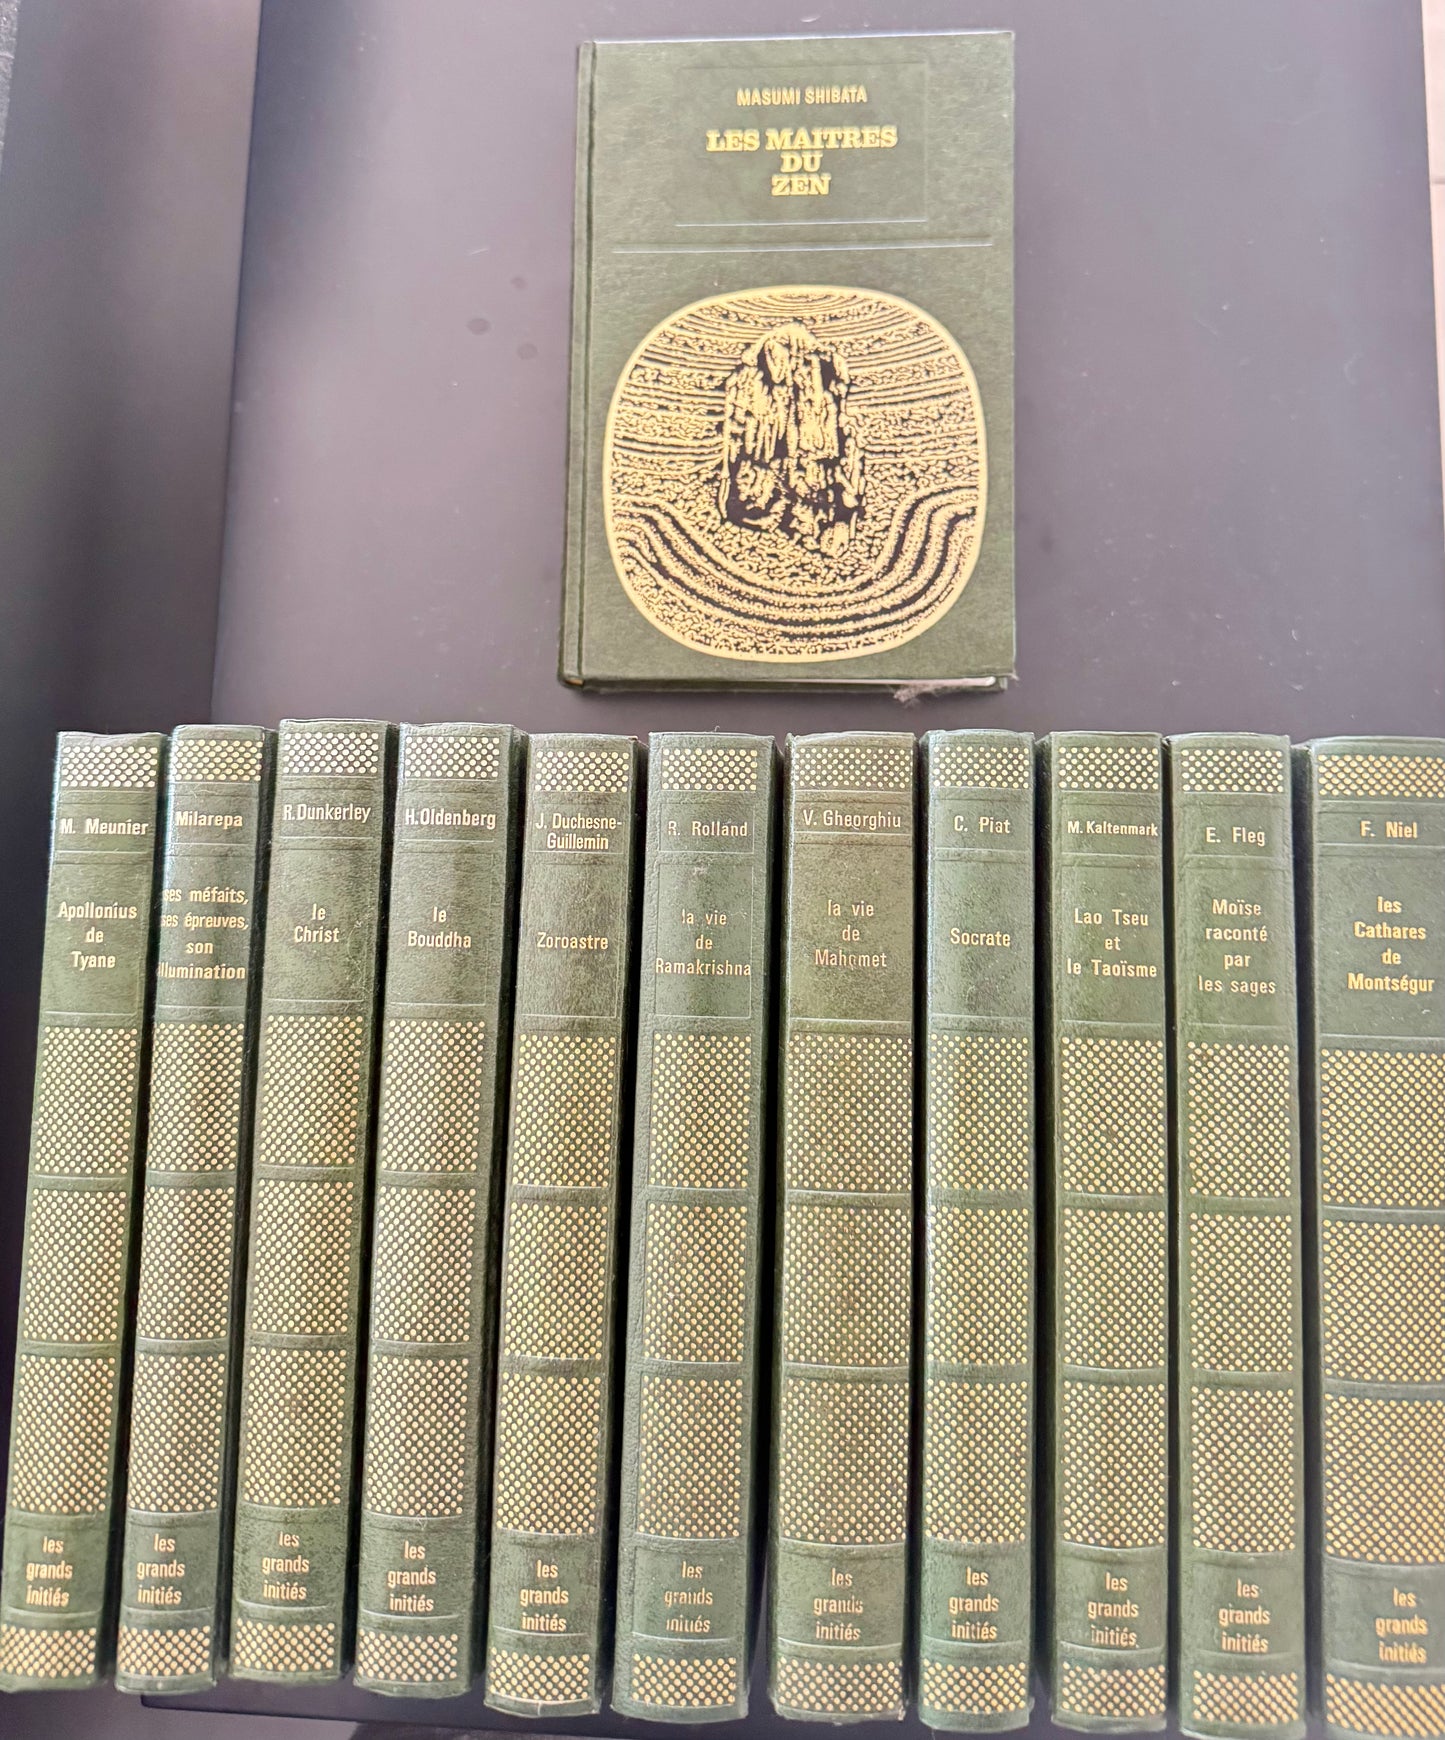 MASUMI SHIBATA
LES MAITRES
DU
ZEN
M. Meunier
Apollonius
de
Tyane
les
grands
initiés
Milarepa
ses méfaits,
ses épreuves,
son
illumination
les
grands
initiés
R. Dunkerley
le
Christ
les
grands
initiés
H. Oldenberg
le
Bouddha
les
grands
initiés
J. Duchesne-
Guillemin
Zoroastre
les
grands
initiés
R. Rolland
la vie
de
Ramakrishna
les
grands
initiés
V. Gheorghiu
la vie
de
Mahomet
les
grands
initiés
C. Piat
Socrate
les
grands
initiés
M. Kaltenmark
Lao Tseu
et
le Taoïsme
les
grands
initiés
E. Fleg
Moïse
raconté
par
les sages
les
grands
initiés
F. Niel
les
Cathares
de
Montségur
les
grands
initiés